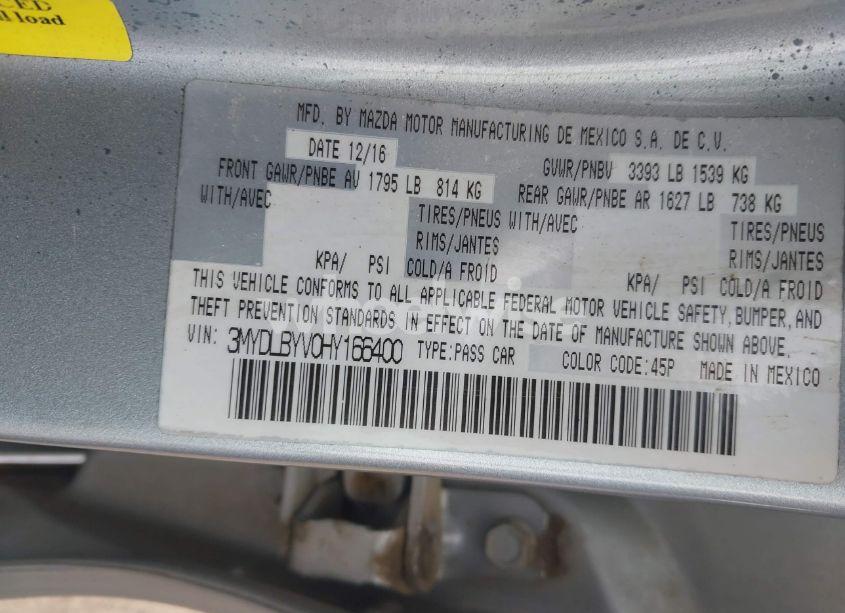 ll load
MFD. BY MAZDA MOTOR MANUFACTURING DE MEXICO S.A. DE C.V.
DATE 12/16 GVWR/PNBV 3393 LB 1539 KG
FRONT GAWR/PNBE AV 1795 LB 814 KG REAR GAWR/PNBE AR 1627 LB 738 KG
WITH/AVEC TIRES/PNEUS WITH/AVEC TIRES/PNEUS
RIMS/JANTES RIMS/JANTES
KPA/ PSI COLD/A FROID KPA/ PSI COLD/A FROID
THIS VEHICLE CONFORMS TO ALL APPLICABLE FEDERAL MOTOR VEHICLE SAFETY, BUMPER, AND
THEFT PREVENTION STANDARDS IN EFFECT ON THE DATE OF MANUFACTURE SHOWN ABOVE.
VIN: 3MYDLBYV0HY166400 TYPE:PASS CAR COLOR CODE:45P MADE IN MEXICO